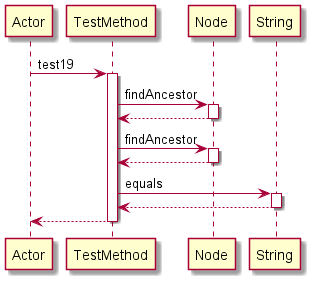 Actor TestMethod Node String
test19
findAncestor
findAncestor
equals
Actor TestMethod Node String